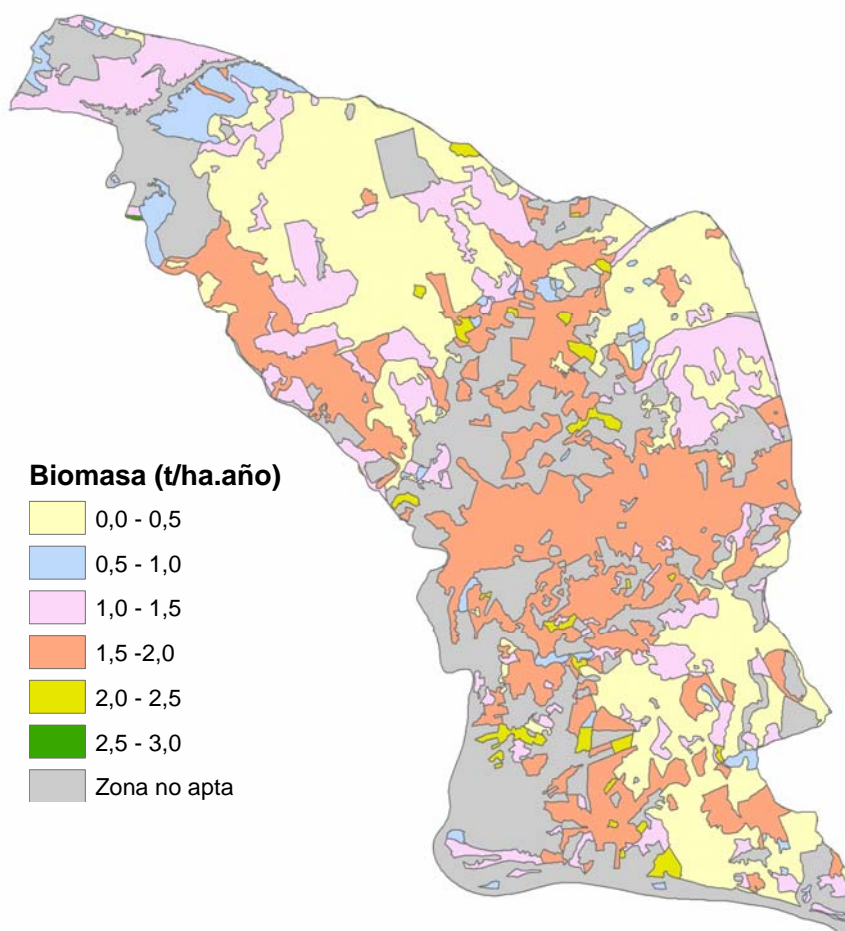 Biomasa (t/ha.año)
0,0 - 0,5
0,5 - 1,0
1,0 - 1,5
1,5 -2,0
2,0 - 2,5
2,5 - 3,0
Zona no apta